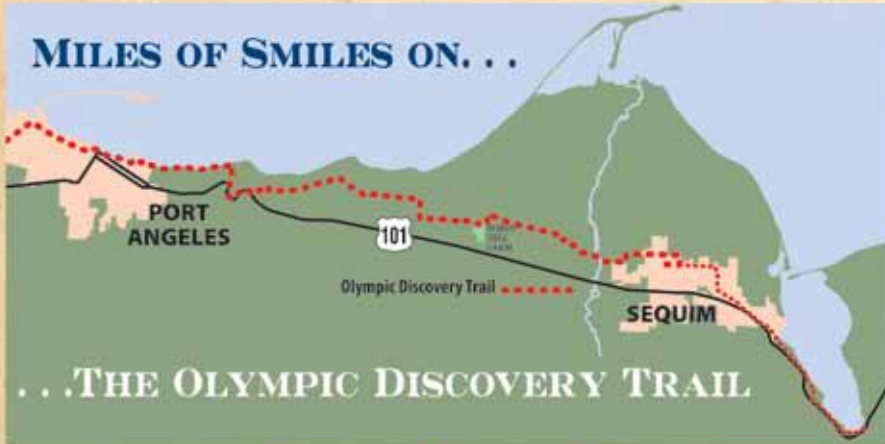 MILES OF SMILES ON. . .
PORT
ANGELES
101
Olympic Discovery Trail
SEQUIM
. . .THE OLYMPIC DISCOVERY TRAIL